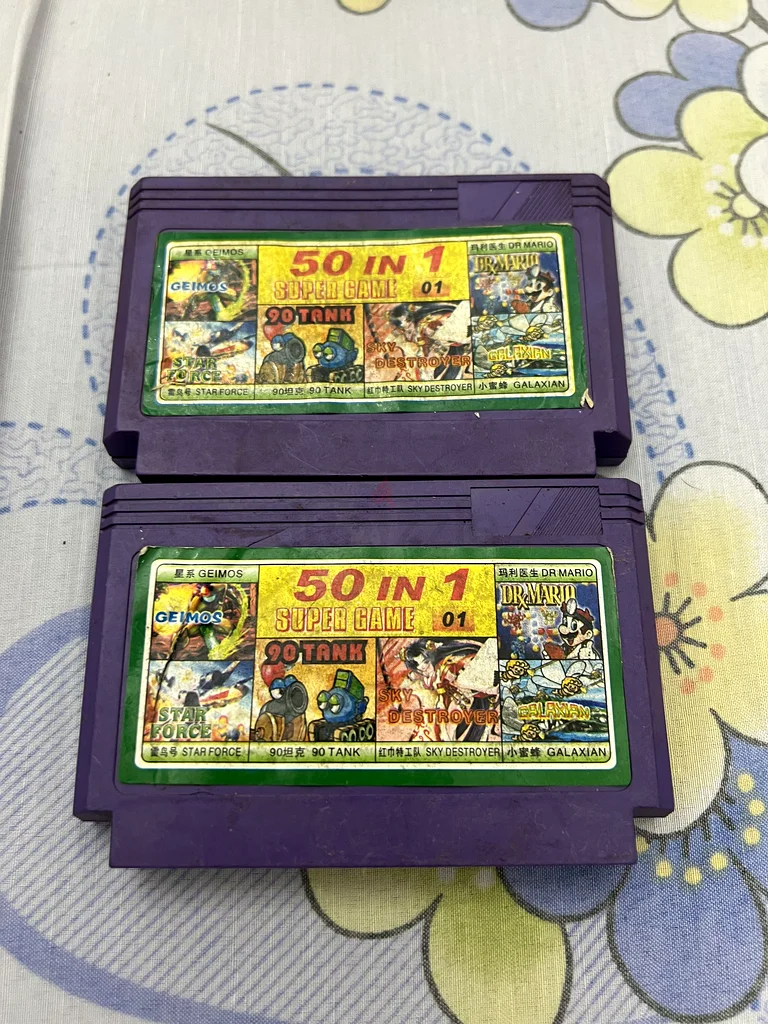 星系 GEIMOS
50 IN 1
玛利医生 DR MARIO
GEIMOS
SUPER GAME 01
DR. MARIO
90 TANK
STAR FORCE
SKY DESTROYER
GALAXIAN
雷鸟号 STAR FORCE
90坦克 90 TANK
红巾特工队 SKY DESTROYER
小蜜蜂 GALAXIAN
星系 GEIMOS
50 IN 1
玛利医生 DR MARIO
GEIMOS
SUPER GAME 01
DR. MARIO
90 TANK
STAR FORCE
SKY DESTROYER
GALAXIAN
雷鸟号 STAR FORCE
90坦克 90 TANK
红巾特工队 SKY DESTROYER
小蜜蜂 GALAXIAN